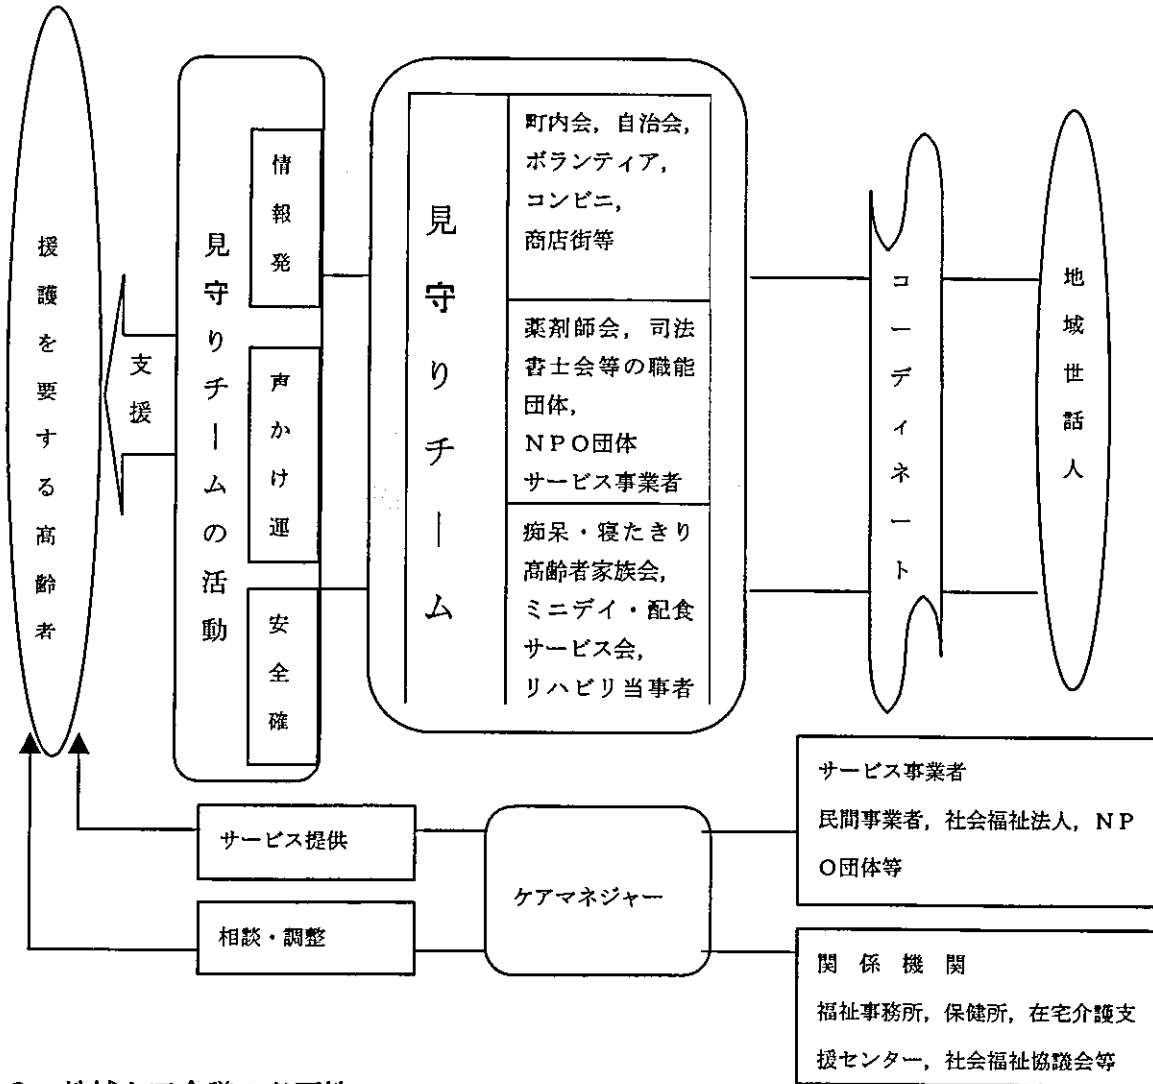 援護を要する高齢者
支援
見守りチームの活動
情報発
声かけ運
安全確
見守りチーム
町内会，自治会，
ボランティア，
コンビニ，
商店街等
薬剤師会，司法
書士会等の職能
団体，
ＮＰＯ団体
サービス事業者
痴呆・寝たきり
高齢者家族会，
ミニデイ・配食
サービス会，
リハビリ当事者
コーディネート
地域世話人
サービス提供
相談・調整
ケアマネジャー
サービス事業者
民間事業者，社会福祉法人，ＮＰ
Ｏ団体等
関係機関
福祉事務所，保健所，在宅介護支
援センター，社会福祉協議会等